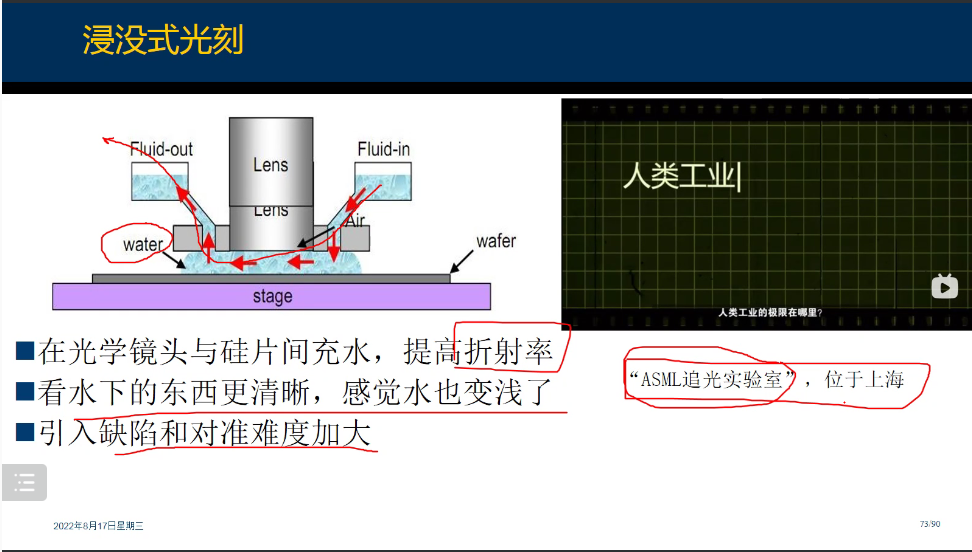 浸没式光刻
Fluid-out
Lens
Fluid-in
Lens
Air
water
wafer
stage
人类工业
人类工业的极限在哪里?
■在光学镜头与硅片间充水，提高折射率
■看水下的东西更清晰，感觉水也变浅了
■引入缺陷和对准难度加大
“ASML追光实验室”，位于上海
2022年8月17日星期三
73/90